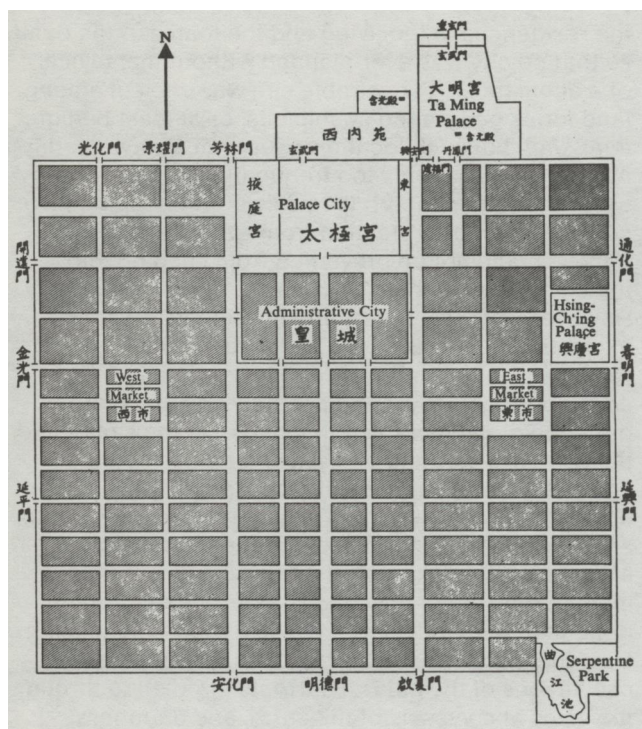 N
重玄門
玄武門
大明宮
Ta Ming
Palace
含元殿
含光殿
西内苑
光化門
景耀門
芳林門
玄武門
興安門
丹鳳門
建福門
掖庭宮
Palace City
太極宮
東宮
開遠門
通化門
Administrative City
皇城
Hsing-
Ch'ing
Palace
興慶宮
金光門
春明門
West
Market
西市
East
Market
東市
延平門
延興門
安化門
明德門
啟夏門
曲江池
Serpentine
Park